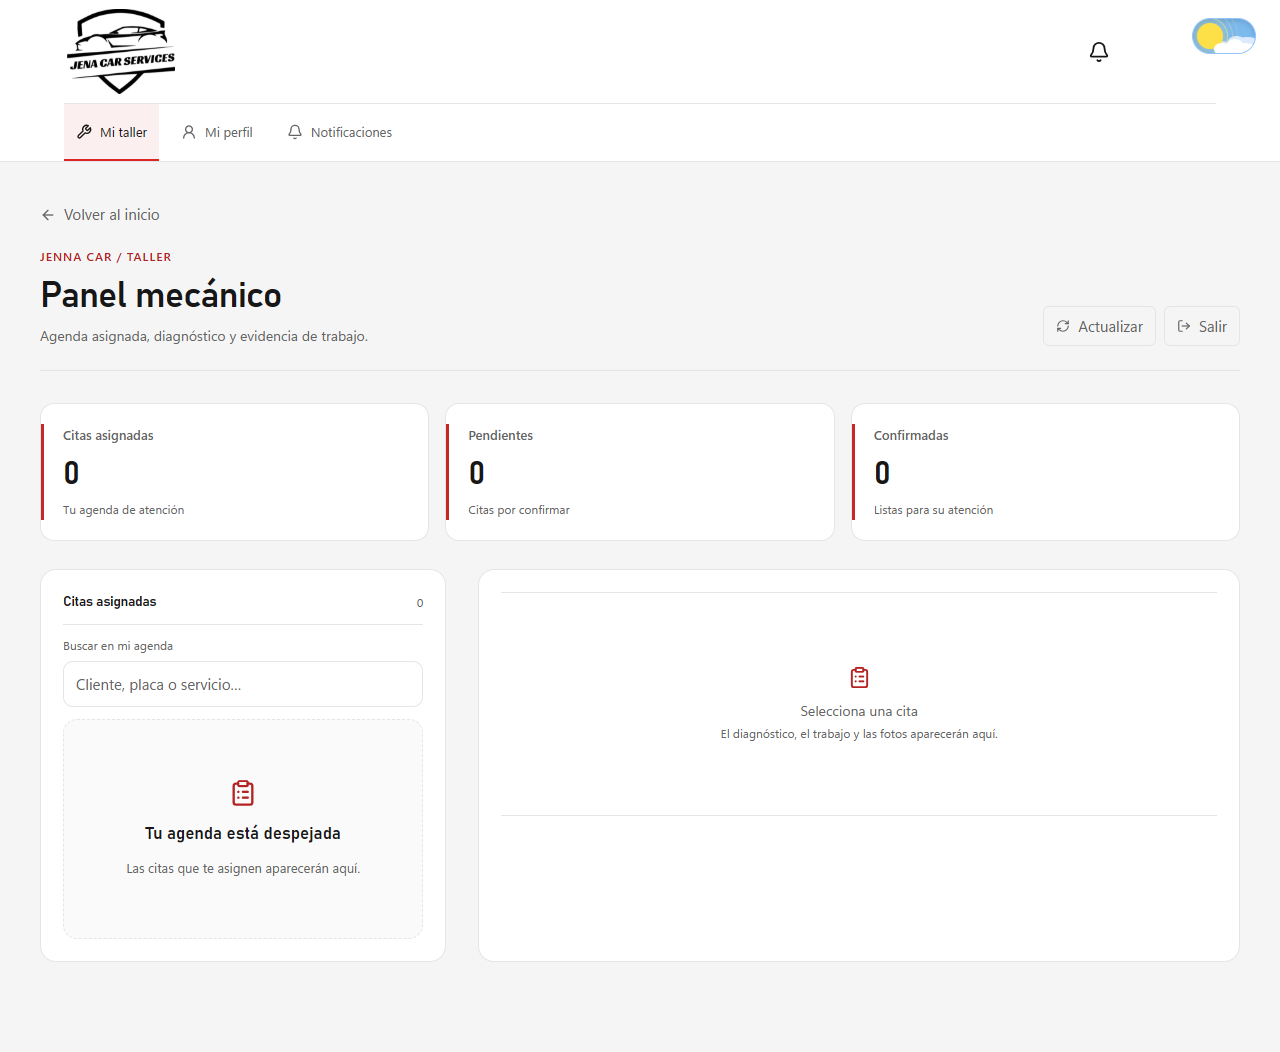 JENA CAR SERVICES
Mi taller
Mi perfil
Notificaciones
Volver al inicio
JENNA CAR / TALLER
Panel mecánico
Agenda asignada, diagnóstico y evidencia de trabajo.
Actualizar
Salir
Citas asignadas
0
Tu agenda de atención
Pendientes
0
Citas por confirmar
Confirmadas
0
Listas para su atención
Citas asignadas
0
Buscar en mi agenda
Cliente, placa o servicio...
Tu agenda está despejada
Las citas que te asignen aparecerán aquí.
Selecciona una cita
El diagnóstico, el trabajo y las fotos aparecerán aquí.